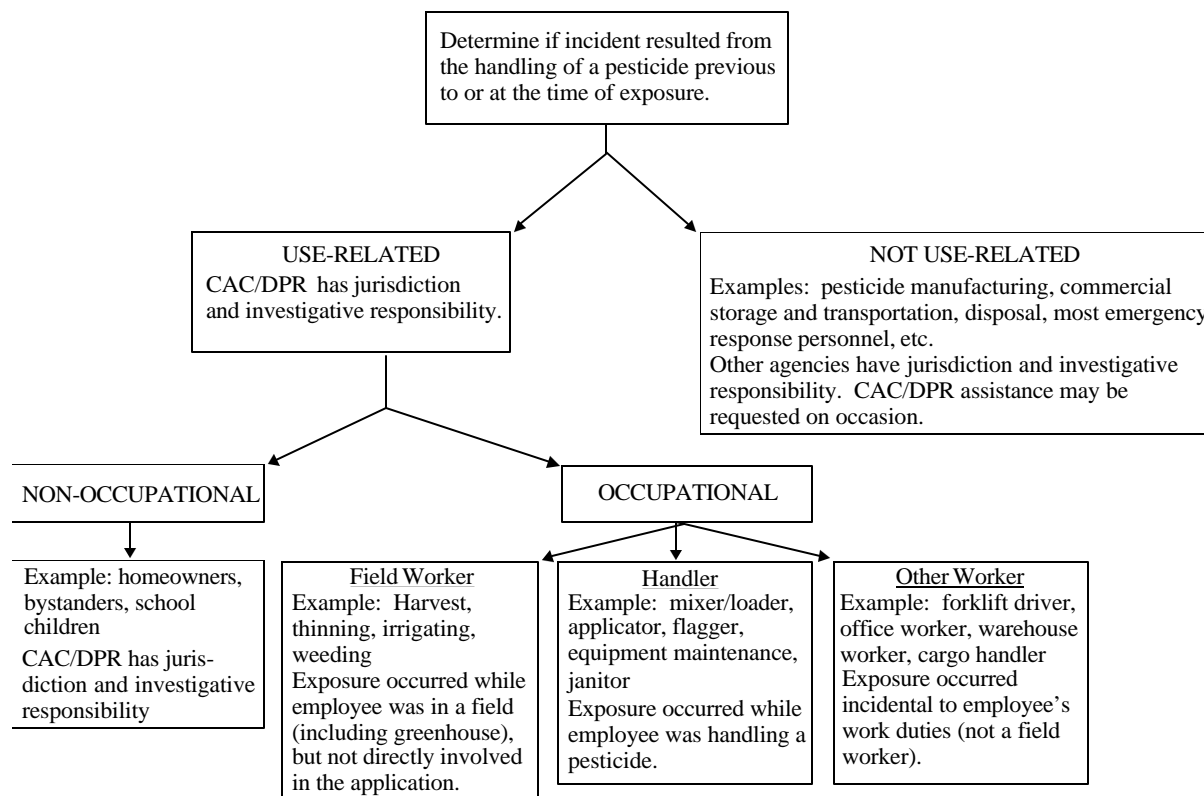 Determine if incident resulted from
the handling of a pesticide previous
to or at the time of exposure.
USE-RELATED
CAC/DPR has jurisdiction
and investigative responsibility.
NOT USE-RELATED
Examples: pesticide manufacturing, commercial
storage and transportation, disposal, most emergency
response personnel, etc.
Other agencies have jurisdiction and investigative
responsibility. CAC/DPR assistance may be
requested on occasion.
NON-OCCUPATIONAL
OCCUPATIONAL
Example: homeowners,
bystanders, school
children
CAC/DPR has juris-
diction and investigative
responsibility
Field Worker
Example: Harvest,
thinning, irrigating,
weeding
Exposure occurred while
employee was in a field
(including greenhouse),
but not directly involved
in the application.
Handler
Example: mixer/loader,
applicator, flagger,
equipment maintenance,
janitor
Exposure occurred while
employee was handling a
pesticide.
Other Worker
Example: forklift driver,
office worker, warehouse
worker, cargo handler
Exposure occurred
incidental to employee's
work duties (not a field
worker).